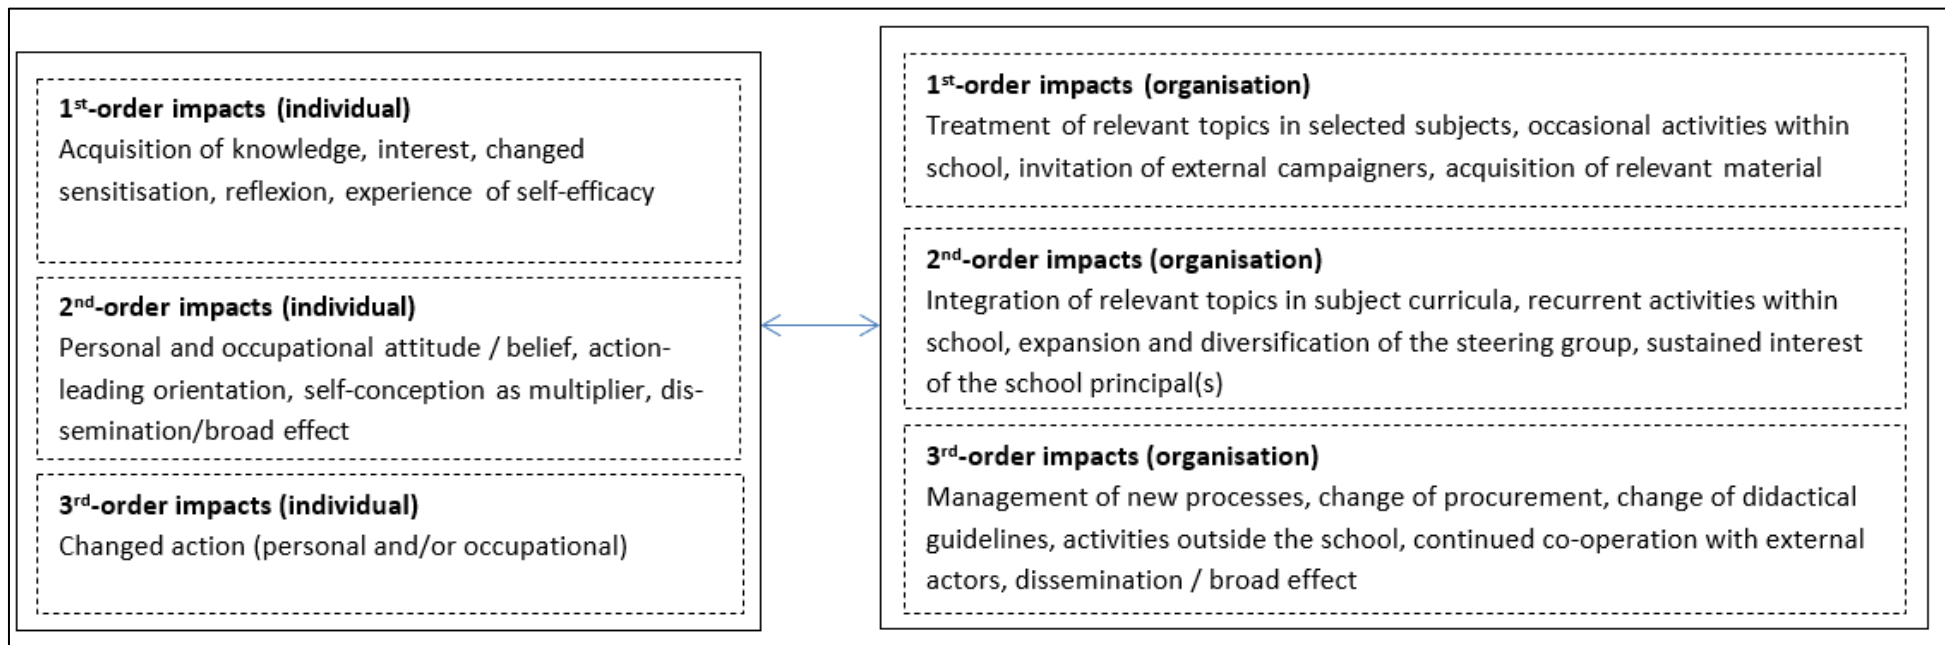 1st-order impacts (individual)
Acquisition of knowledge, interest, changed
sensitisation, reflexion, experience of self-efficacy
2nd-order impacts (individual)
Personal and occupational attitude / belief, action-
leading orientation, self-conception as multiplier, dis-
semination/broad effect
3rd-order impacts (individual)
Changed action (personal and/or occupational)
1st-order impacts (organisation)
Treatment of relevant topics in selected subjects, occasional activities within
school, invitation of external campaigners, acquisition of relevant material
2nd-order impacts (organisation)
Integration of relevant topics in subject curricula, recurrent activities within
school, expansion and diversification of the steering group, sustained interest
of the school principal(s)
3rd-order impacts (organisation)
Management of new processes, change of procurement, change of didactical
guidelines, activities outside the school, continued co-operation with external
actors, dissemination / broad effect